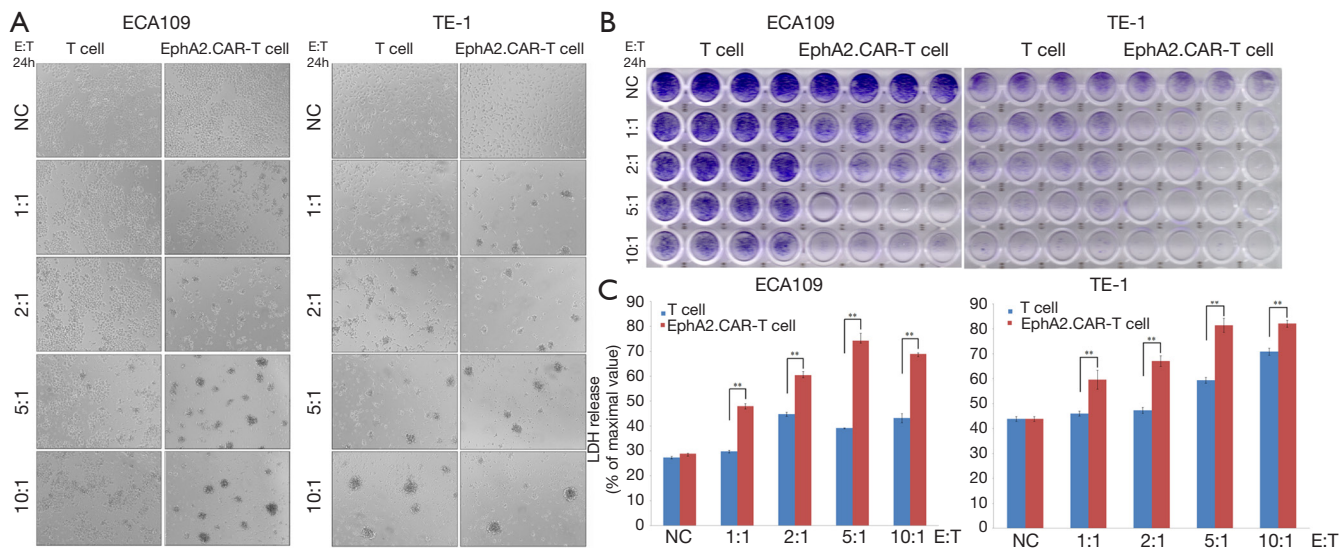 A
ECA109
TE-1
E:T
24h
T cell
EphA2.CAR-T cell
E:T
24h
T cell
EphA2.CAR-T cell
NC
1:1
2:1
5:1
10:1
NC
1:1
2:1
5:1
10:1
B
ECA109
TE-1
E:T
24h
T cell
EphA2.CAR-T cell
T cell
EphA2.CAR-T cell
NC
1:1
2:1
5:1
10:1
C
ECA109
T cell
EphA2.CAR-T cell
LDH release
(% of maximal value)
90
80
70
60
50
40
30
20
10
0
**
**
**
**
NC 1:1 2:1 5:1 10:1 E:T
TE-1
T cell
EphA2.CAR-T cell
90
80
70
60
50
40
30
20
10
0
**
**
**
**
NC 1:1 2:1 5:1 10:1 E:T